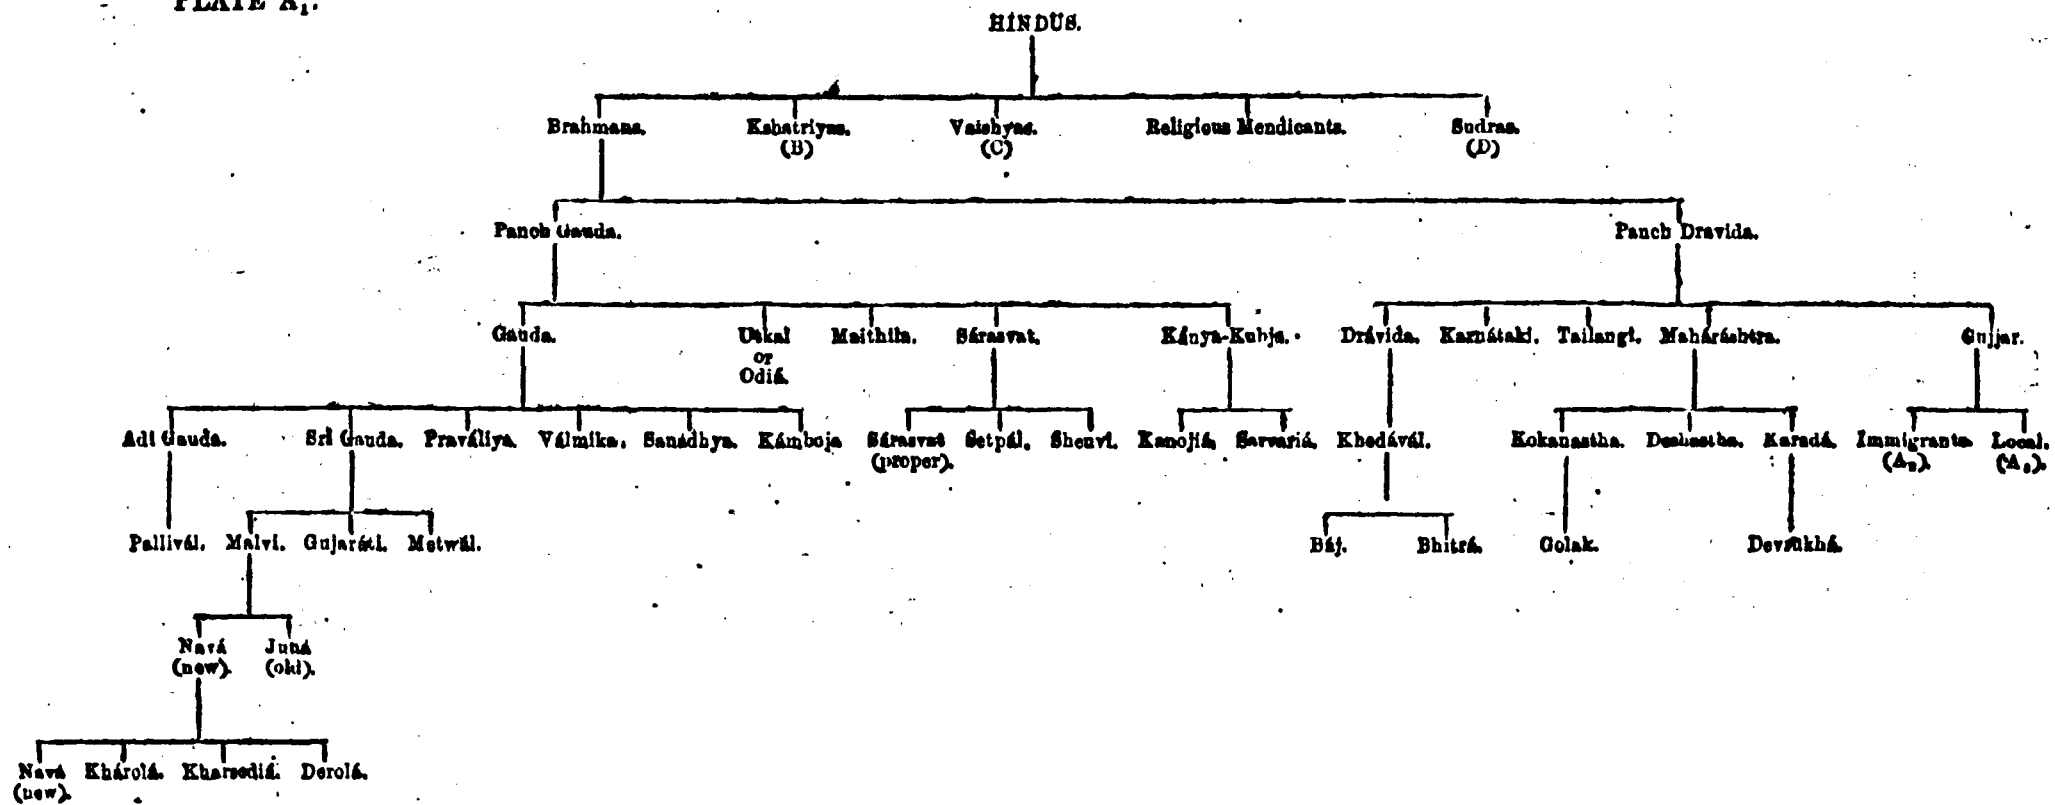 PLATE A1.
HINDUS.
Brahmans. Kshatriyas. Vaishyas. Religious Mendicants. Sudras.
(B) (C) (D)
Panch Gauda. Panch Dravida.
Gauda. Utkal Maithila. Sárasvat. Kánya-Kubja. Drávida. Karnátaki. Tailangi. Maháráshtra. Gujjar.
or
Odiá.
Adi Gauda. Sri Gauda. Praváliya. Válmika. Sanádhya. Kámboja Sárasvat Setpál. Shenvi. Kanojiá. Sarvariá. Khedávál. Kokanastha. Deshastha. Karadá. Immigrants Local.
(proper). (A2). (A3).
Pallivál. Malvi. Gujaráti. Metwál. Báj. Bhitrá. Golak. Devrukhá.
Navá Juná
(new). (old).
Navá Khárolá. Kharsediá. Derolá.
(new).